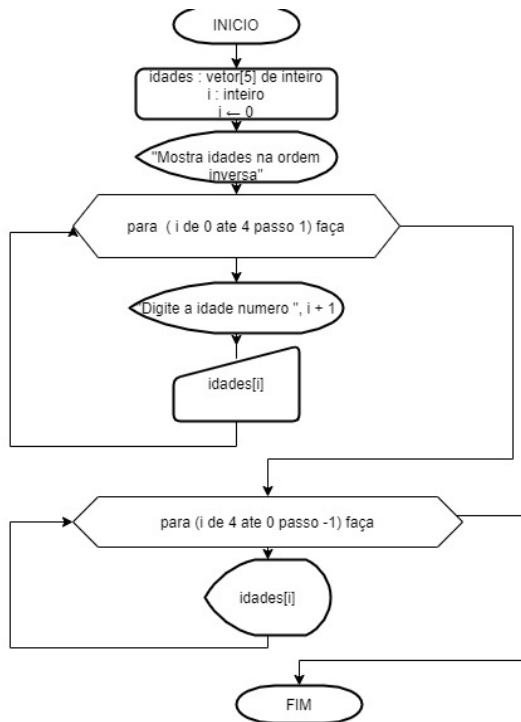 INICIO
idades : vetor[5] de inteiro
i : inteiro
i ← 0
"Mostra idades na ordem
inversa"
para ( i de 0 ate 4 passo 1) faça
"Digite a idade numero ", i + 1
idades[i]
para (i de 4 ate 0 passo -1) faça
idades[i]
FIM